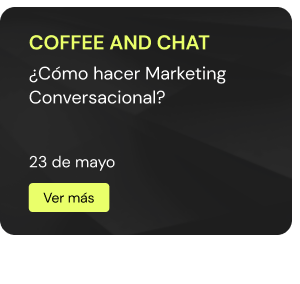 COFFEE AND CHAT
¿Cómo hacer Marketing
Conversacional?
23 de mayo
Ver más